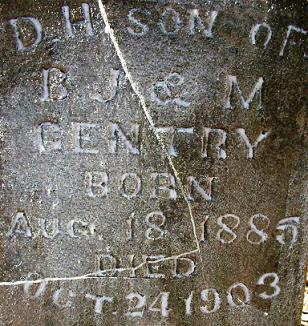 D. H. SON OF
B J & M
GENTRY
BORN
AUG. 18. 1885
DIED
OCT. 24 1903